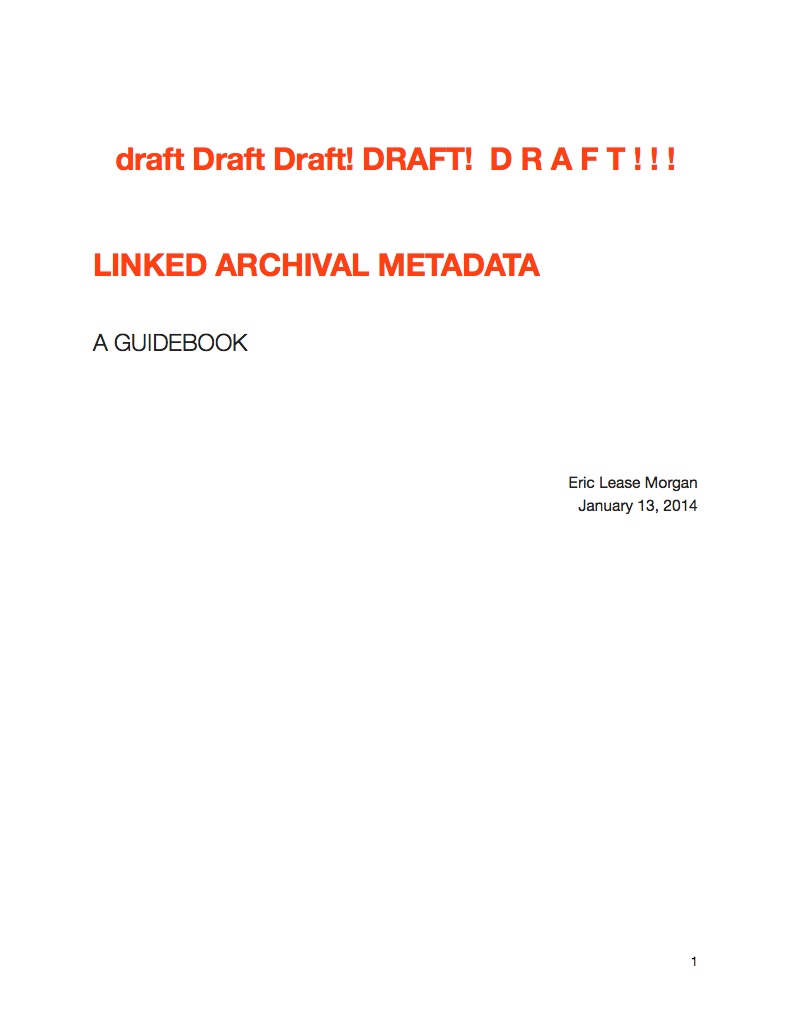 draft Draft Draft! DRAFT! D R A F T ! ! !
LINKED ARCHIVAL METADATA
A GUIDEBOOK
Eric Lease Morgan
January 13, 2014
1